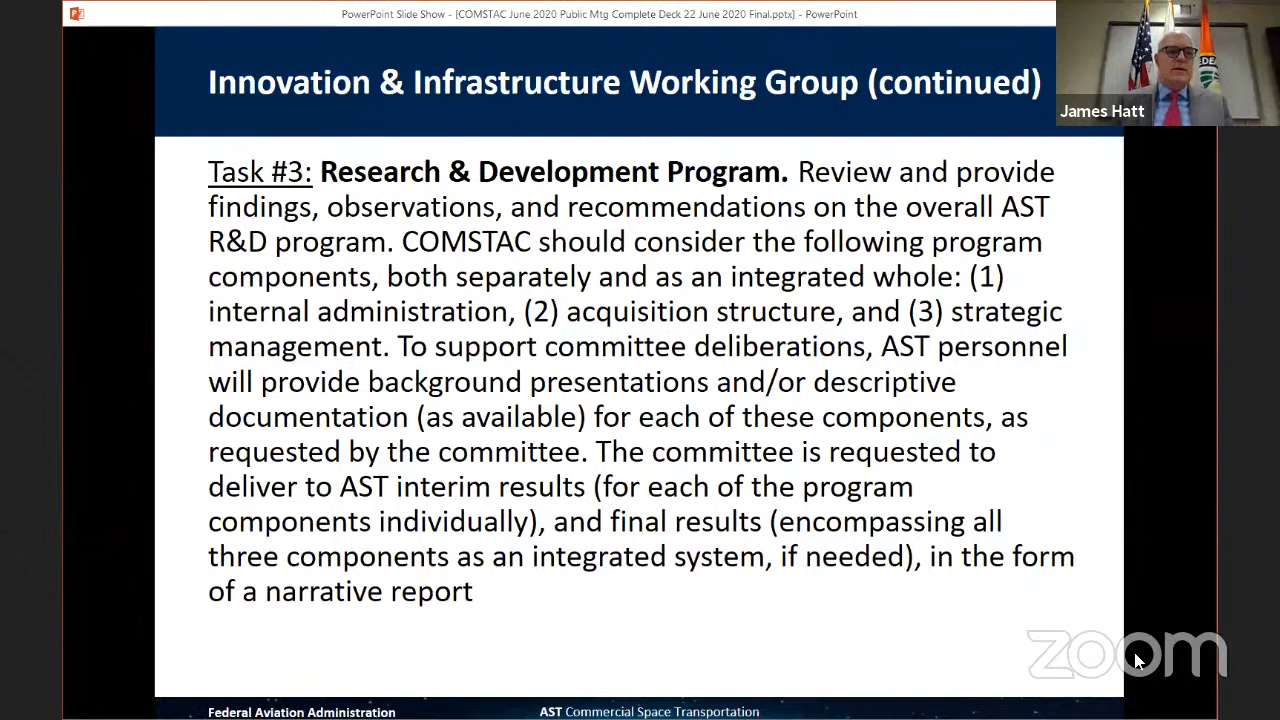 PowerPoint Slide Show - [COMSTAC June 2020 Public Mtg Complete Deck 22 June 2020 Final.pptx] - PowerPoint
Innovation & Infrastructure Working Group (continued)
James Hatt
Task #3: Research & Development Program. Review and provide
findings, observations, and recommendations on the overall AST
R&D program. COMSTAC should consider the following program
components, both separately and as an integrated whole: (1)
internal administration, (2) acquisition structure, and (3) strategic
management. To support committee deliberations, AST personnel
will provide background presentations and/or descriptive
documentation (as available) for each of these components, as
requested by the committee. The committee is requested to
deliver to AST interim results (for each of the program
components individually), and final results (encompassing all
three components as an integrated system, if needed), in the form
of a narrative report
zoom
Federal Aviation Administration
AST Commercial Space Transportation